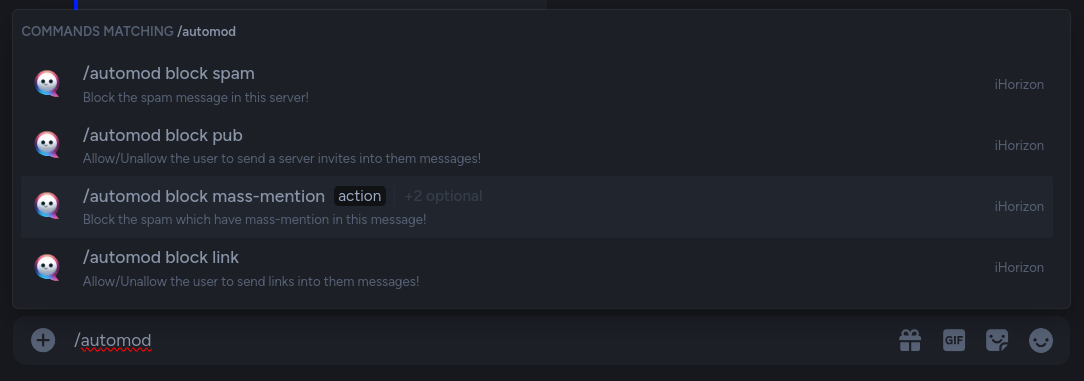 COMMANDS MATCHING /automod
/automod block spam
Block the spam message in this server!
iHorizon
/automod block pub
Allow/Unallow the user to send a server invites into them messages!
iHorizon
/automod block mass-mention action +2 optional
Block the spam which have mass-mention in this message!
iHorizon
/automod block link
Allow/Unallow the user to send links into them messages!
iHorizon
/automod
GIF